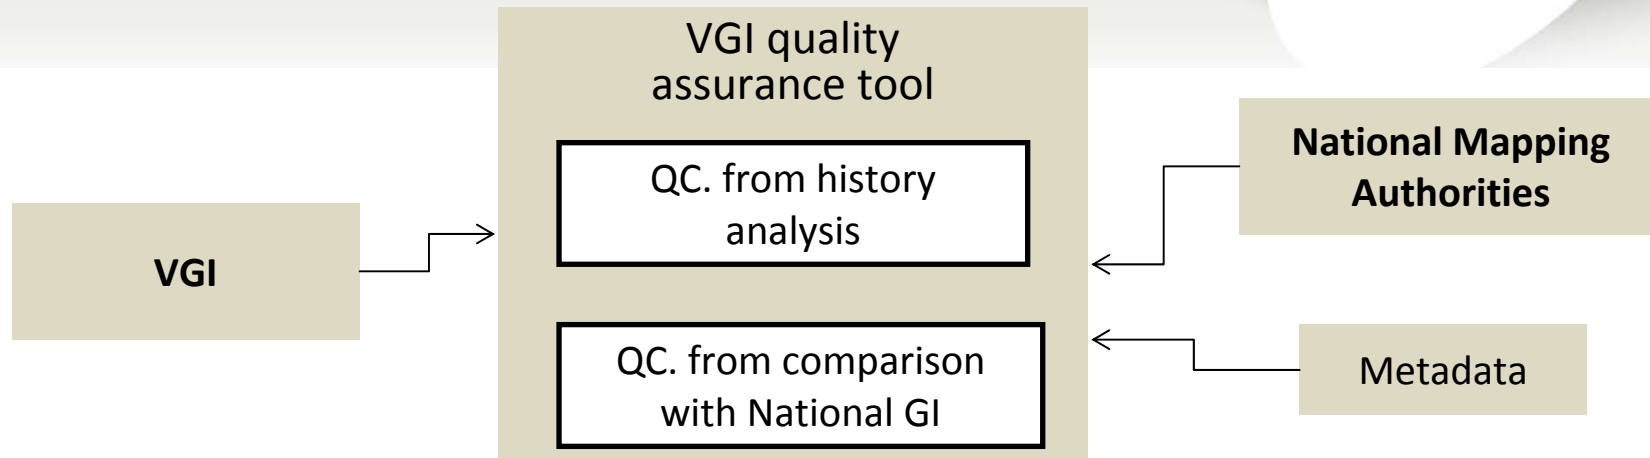 VGI quality
assurance tool
QC. from history
analysis
QC. from comparison
with National GI
VGI
National Mapping
Authorities
Metadata